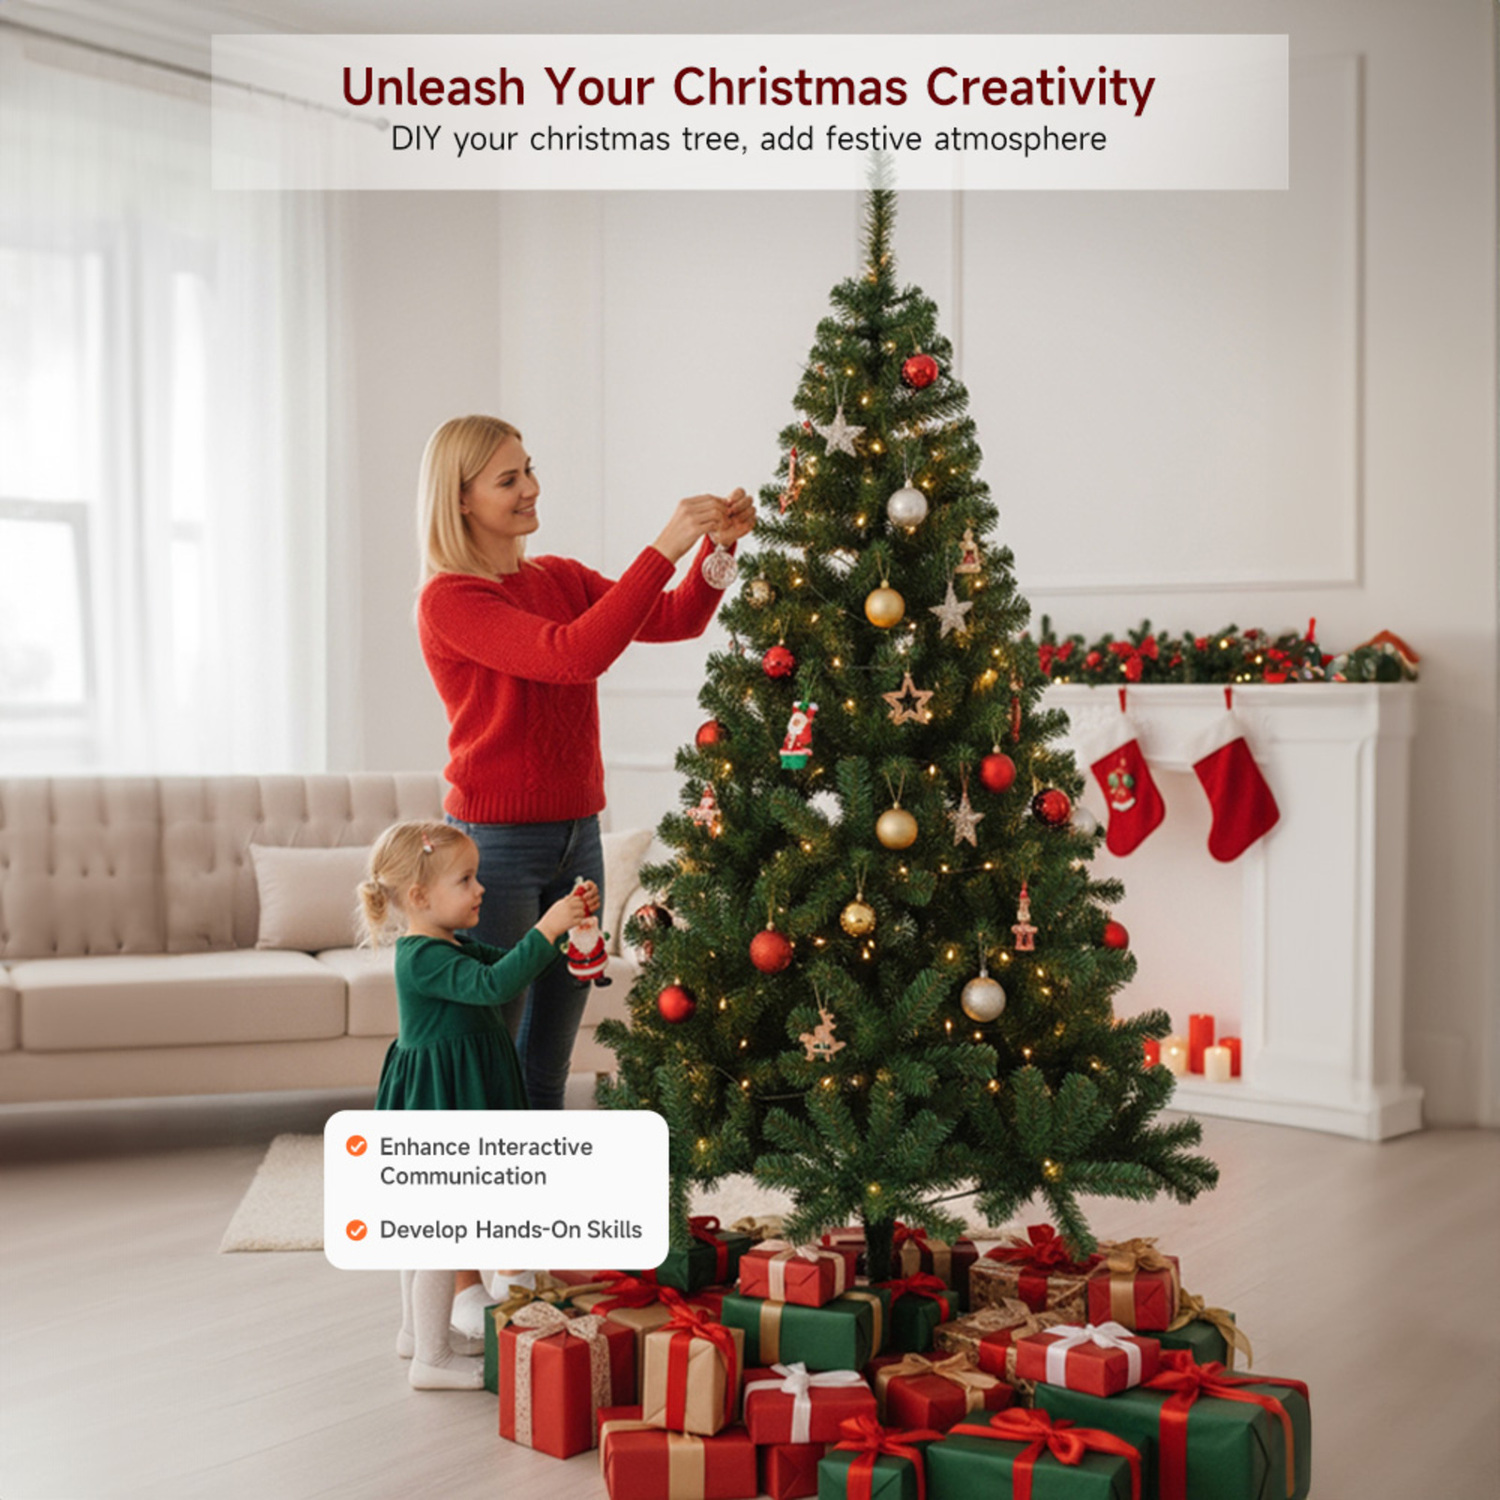 Unleash Your Christmas Creativity
DIY your christmas tree, add festive atmosphere
Enhance Interactive
Communication
Develop Hands-On Skills